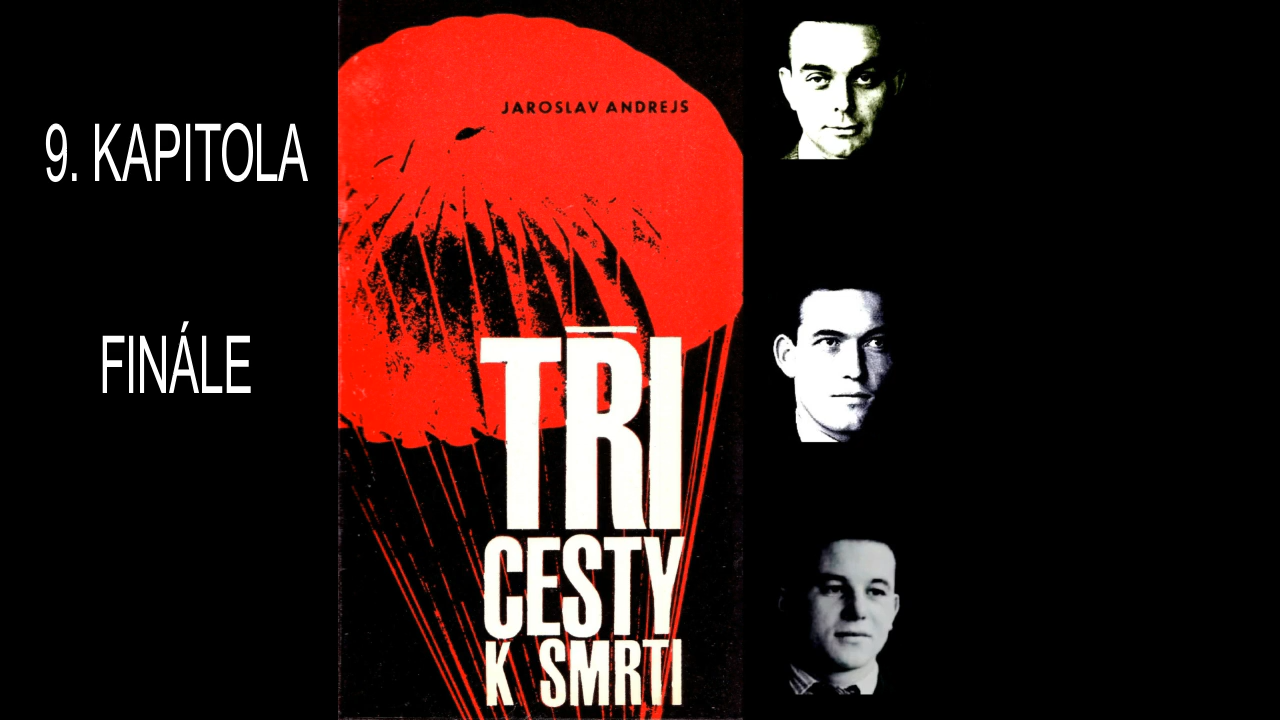 9. KAPITOLA
FINÁLE
JAROSLAV ANDREJS
TŘI
CESTY
K SMRTI